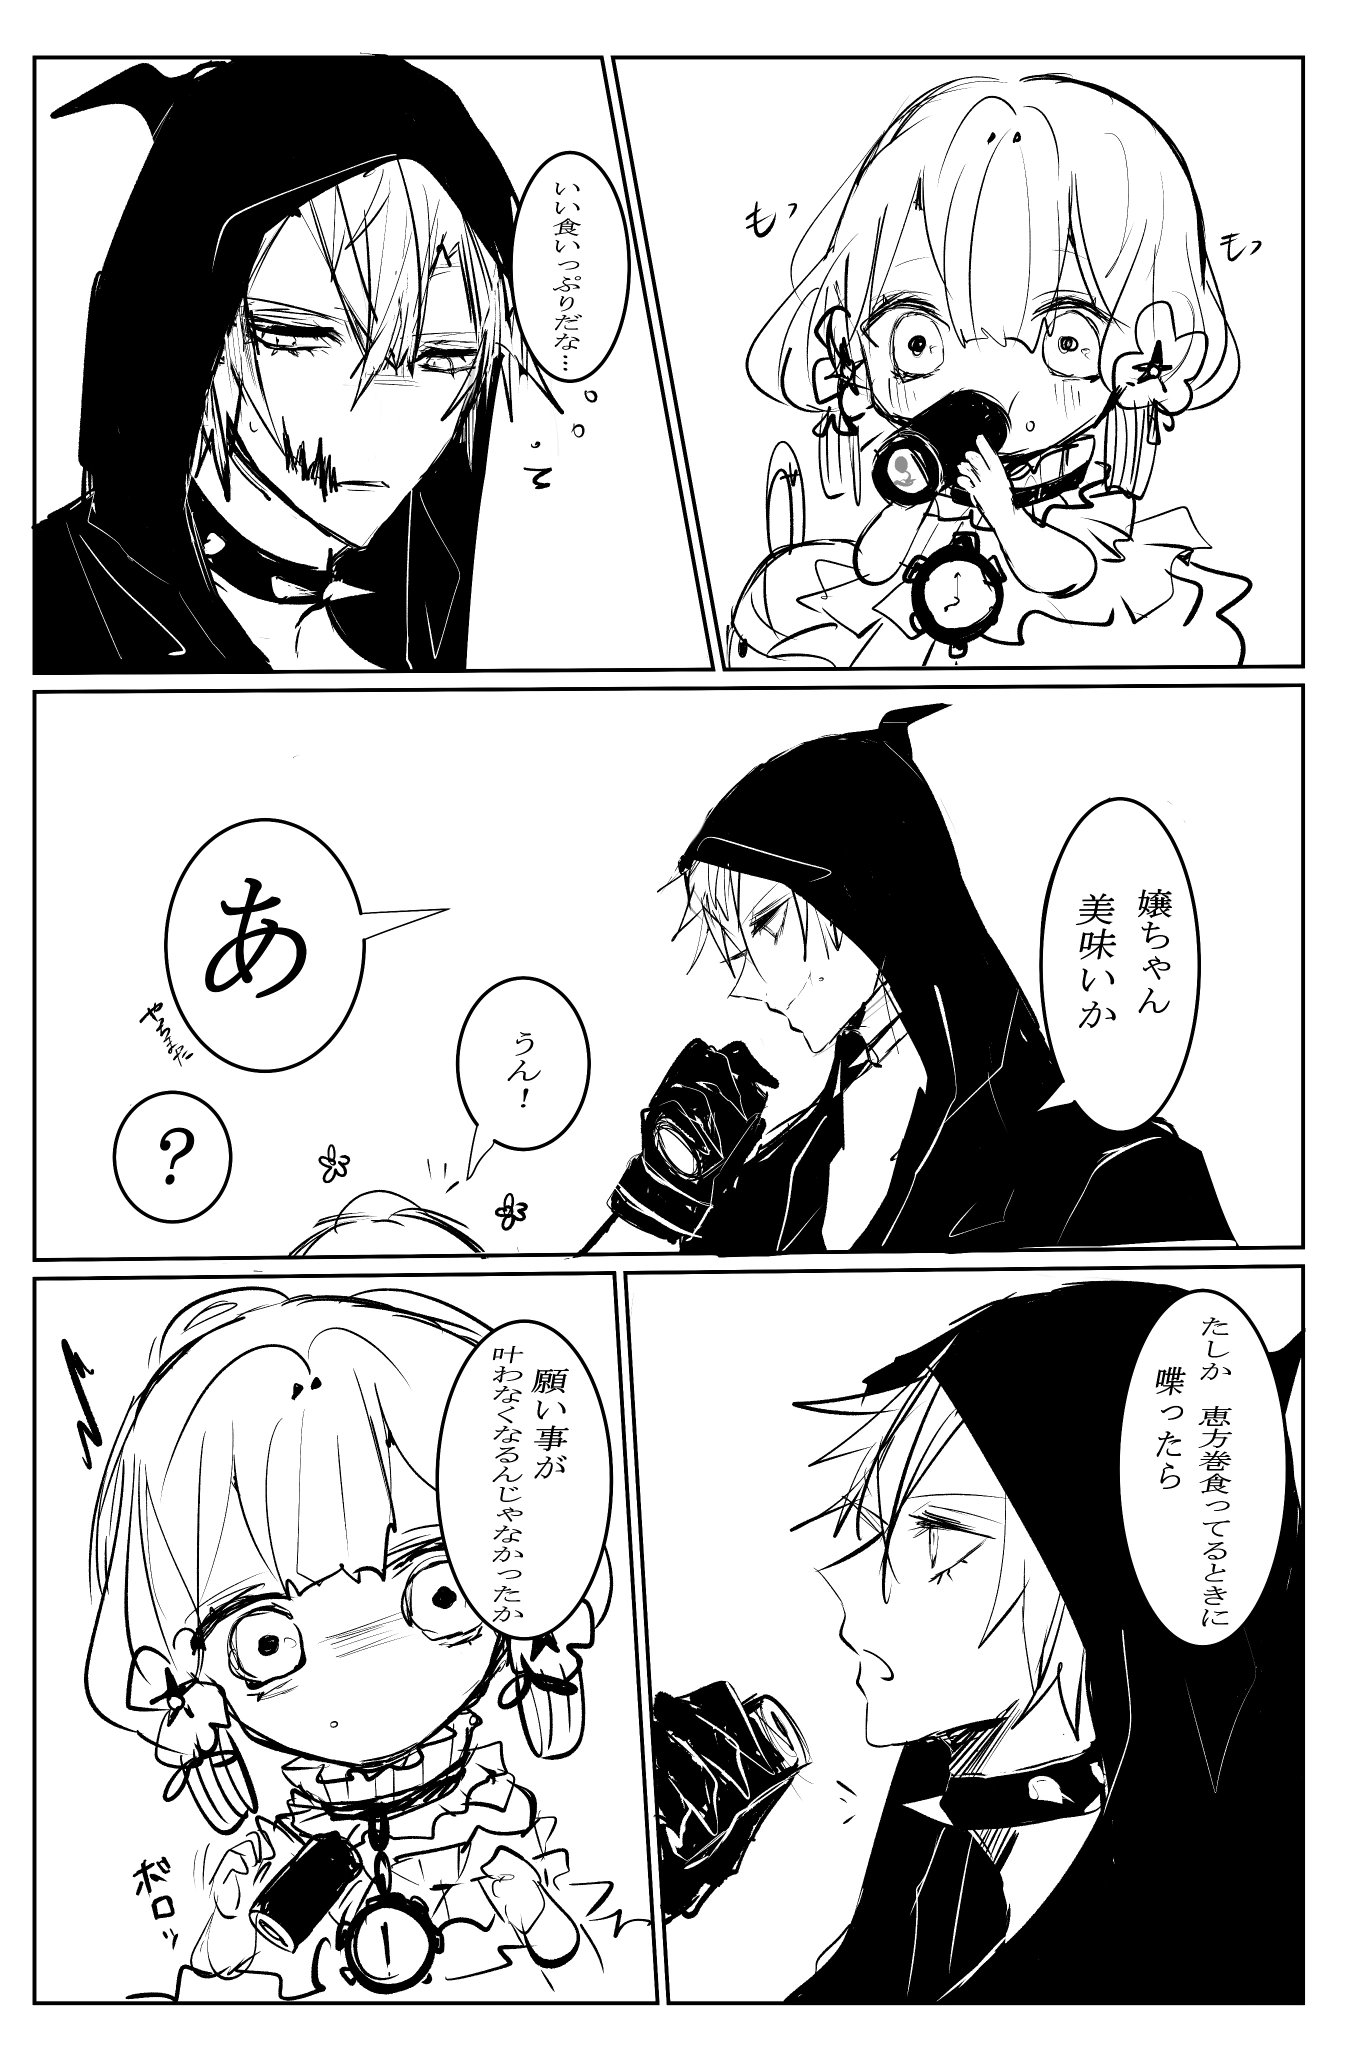 もっ
もっ
いい食いっぷりだな…
て
嬢ちゃん
美味いか
うん!
あ
?
たしか 恵方巻食ってるときに
喋ったら
願い事が
叶わなくなるんじゃなかったか
ボロッ